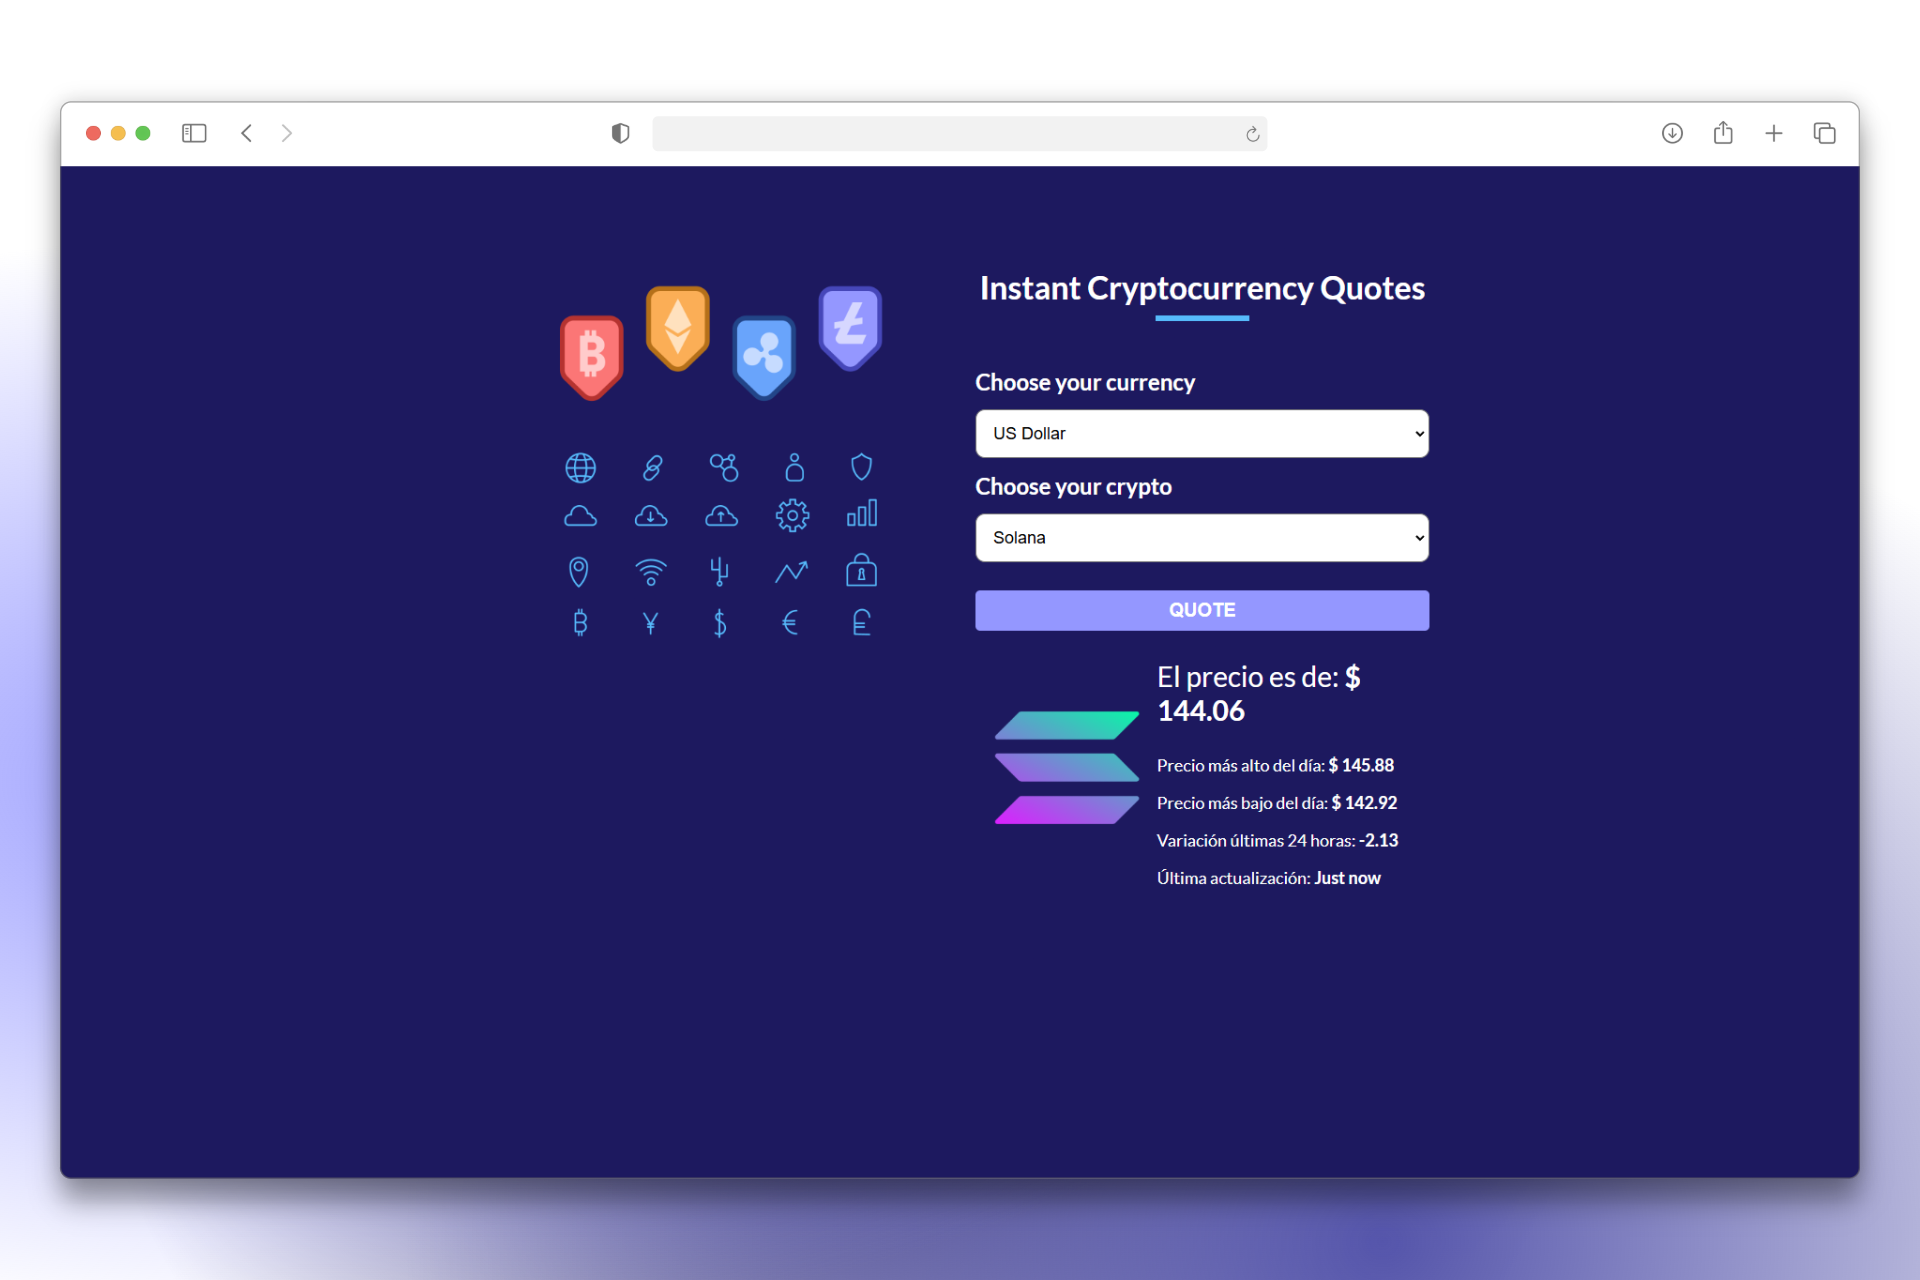 Instant Cryptocurrency Quotes
Choose your currency
US Dollar
Choose your crypto
Solana
QUOTE
El precio es de: $
144.06
Precio más alto del día: $ 145.88
Precio más bajo del día: $ 142.92
Variación últimas 24 horas: -2.13
Última actualización: Just now